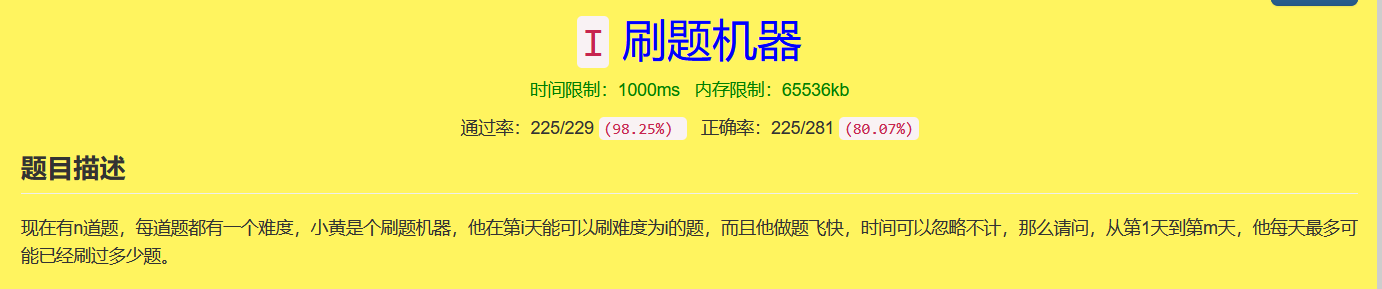 I 刷题机器
时间限制：1000ms 内存限制：65536kb
通过率：225/229 (98.25%) 正确率：225/281 (80.07%)
题目描述
现在有n道题，每道题都有一个难度，小黄是个刷题机器，他在第i天能可以刷难度为i的题，而且他做题飞快，时间可以忽略不计，那么请问，从第1天到第m天，他每天最多可
能已经刷过多少题。